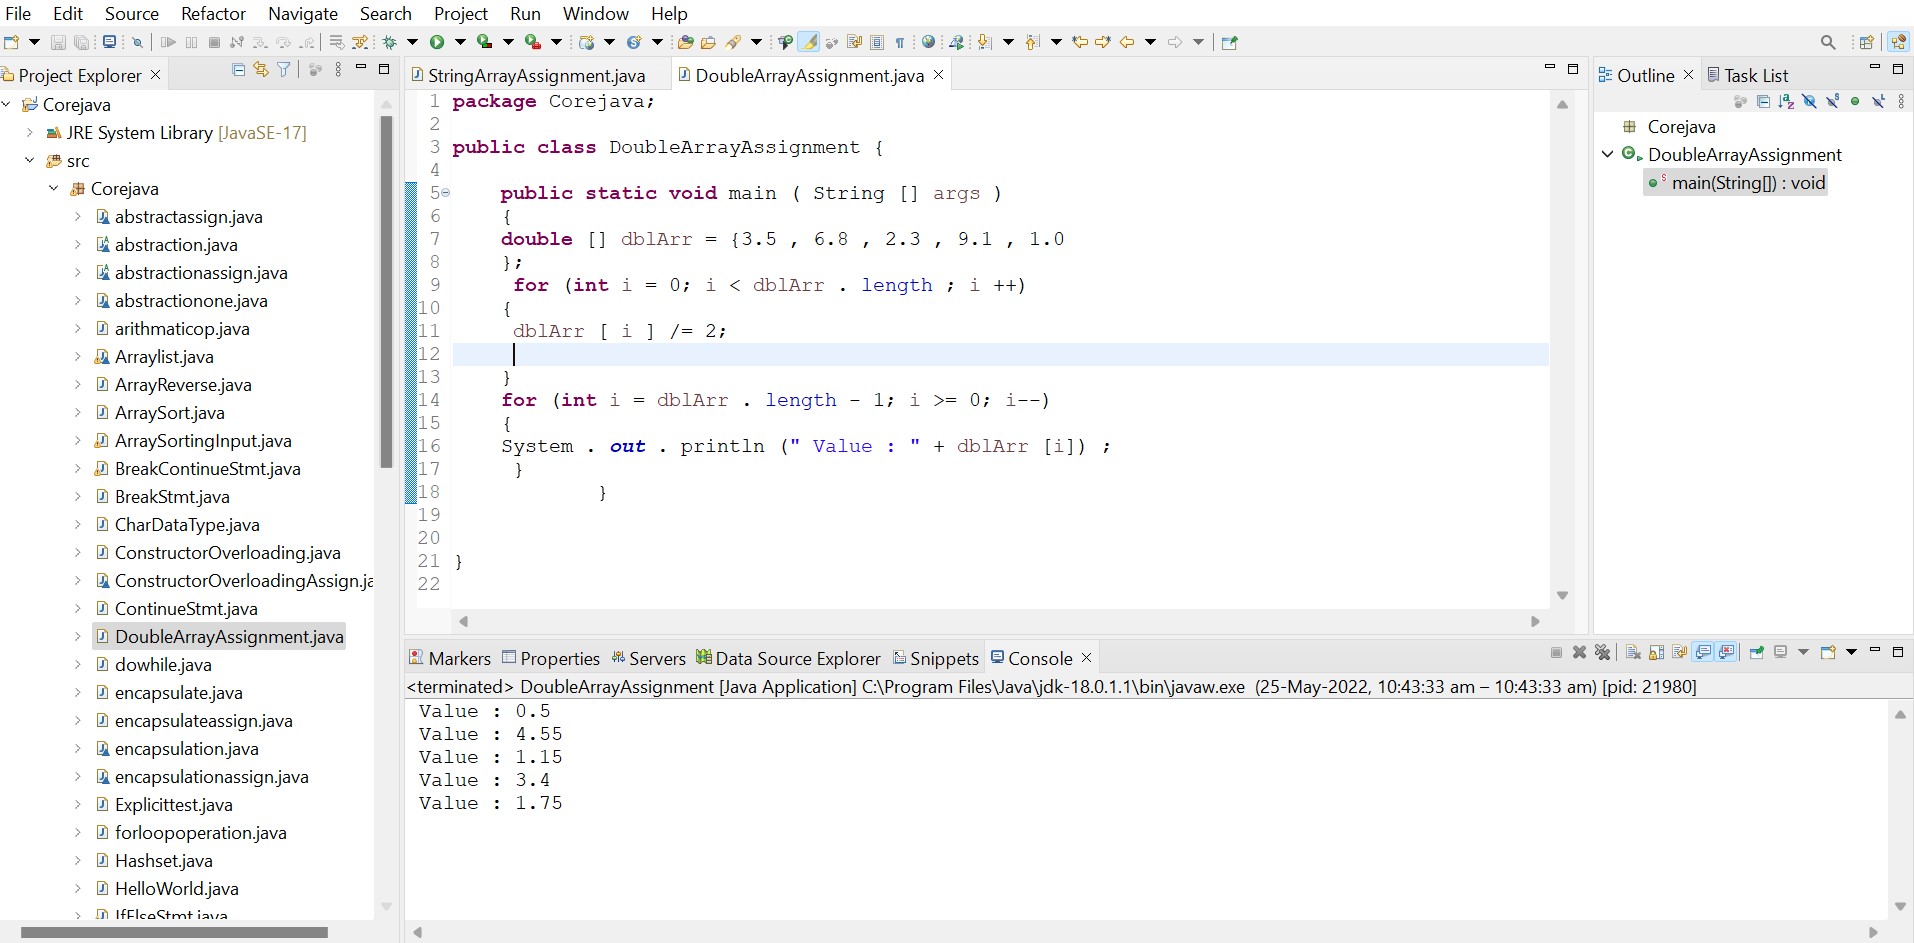 File Edit Source Refactor Navigate Search Project Run Window Help
Project Explorer
Corejava
JRE System Library [JavaSE-17]
src
Corejava
abstractassign.java
abstraction.java
abstractionassign.java
abstractionone.java
arithmaticop.java
Arraylist.java
ArrayReverse.java
ArraySort.java
ArraySortingInput.java
BreakContinueStmt.java
BreakStmt.java
CharDataType.java
ConstructorOverloading.java
ConstructorOverloadingAssign.ja
ContinueStmt.java
DoubleArrayAssignment.java
dowhile.java
encapsulate.java
encapsulateassign.java
encapsulation.java
encapsulationassign.java
Explicittest.java
forloopoperation.java
Hashset.java
HelloWorld.java
IfElseStmt.java
StringArrayAssignment.java DoubleArrayAssignment.java
1 package Corejava;
2
3 public class DoubleArrayAssignment {
4
5 public static void main ( String [] args )
6 {
7 double [] dblArr = {3.5 , 6.8 , 2.3 , 9.1 , 1.0
8 };
9 for (int i = 0; i < dblArr . length ; i ++)
10 {
11 dblArr [ i ] /= 2;
12
13 }
14 for (int i = dblArr . length - 1; i >= 0; i--)
15 {
16 System . out . println (" Value : " + dblArr [i]) ;
17 }
18 }
19
20
21 }
22
Outline Task List
Corejava
DoubleArrayAssignment
main(String[]) : void
Markers Properties Servers Data Source Explorer Snippets Console
<terminated> DoubleArrayAssignment [Java Application] C:\Program Files\Java\jdk-18.0.1.1\bin\javaw.exe (25-May-2022, 10:43:33 am – 10:43:33 am) [pid: 21980]
Value : 0.5
Value : 4.55
Value : 1.15
Value : 3.4
Value : 1.75